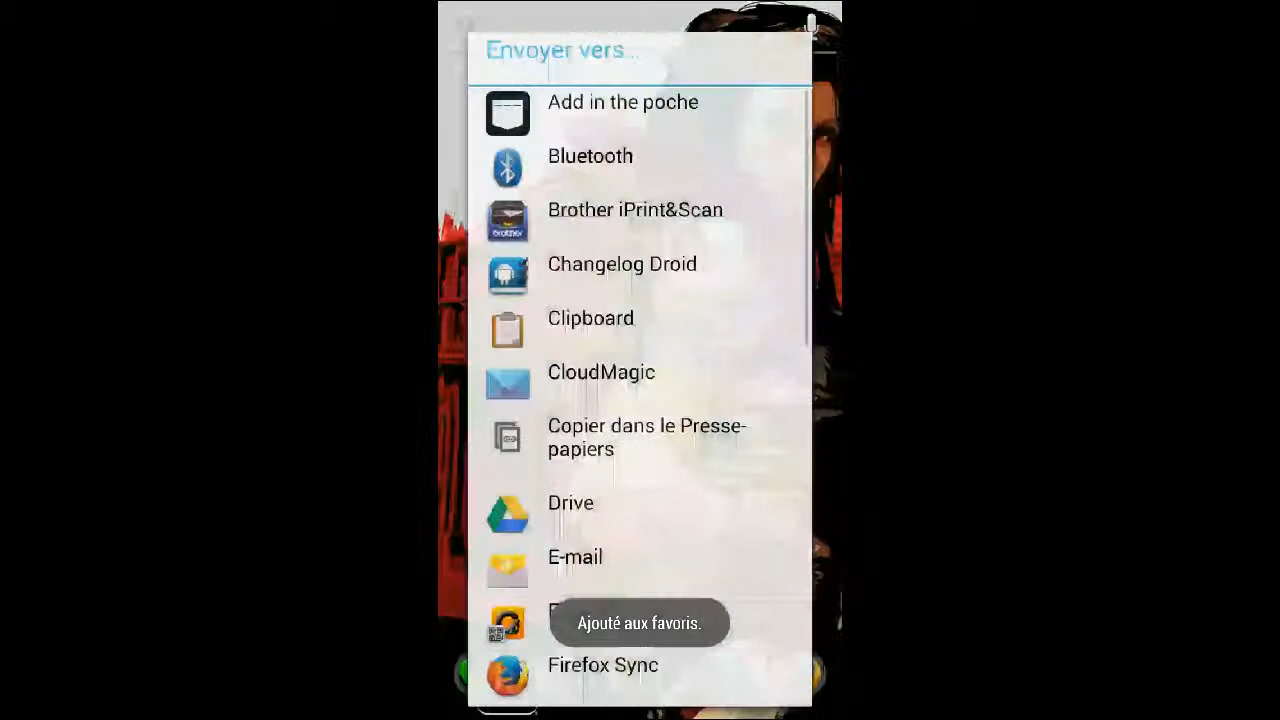 Envoyer vers...
Add in the poche
Bluetooth
Brother iPrint&Scan
brother
Changelog Droid
Clipboard
CloudMagic
Copier dans le Presse-
papiers
Drive
E-mail
Ajouté aux favoris.
Firefox Sync